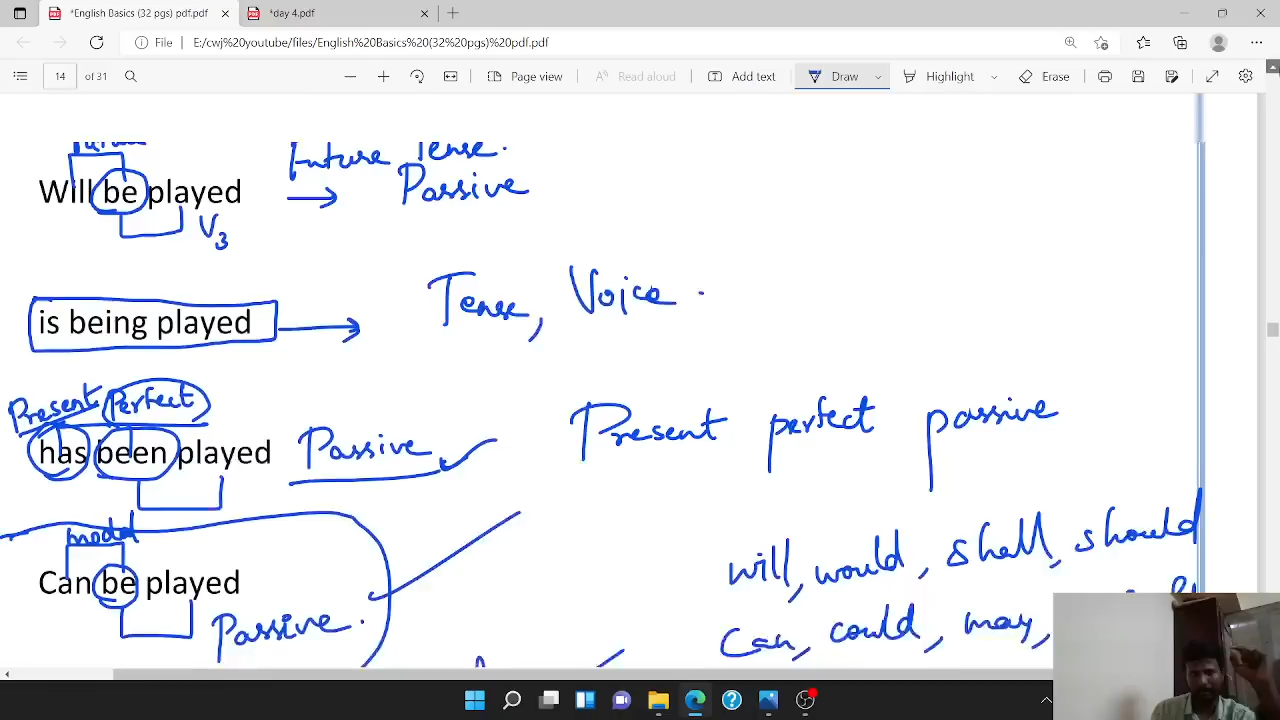 *English Basics (32 pgs) pdf.pdf
*day 4.pdf
File E:/cwj%20youtube/files/English%20Basics%20(32%20pgs)%20pdf.pdf
14 of 31 Page view Read aloud Add text Draw Highlight Erase
Future Tense.
Will be played → Passive
V3
is being played → Tense, Voice.
Present Perfect
has been played Passive Present perfect passive
modal
Can be played
Passive.
will, would, shall, should
can, could, may,